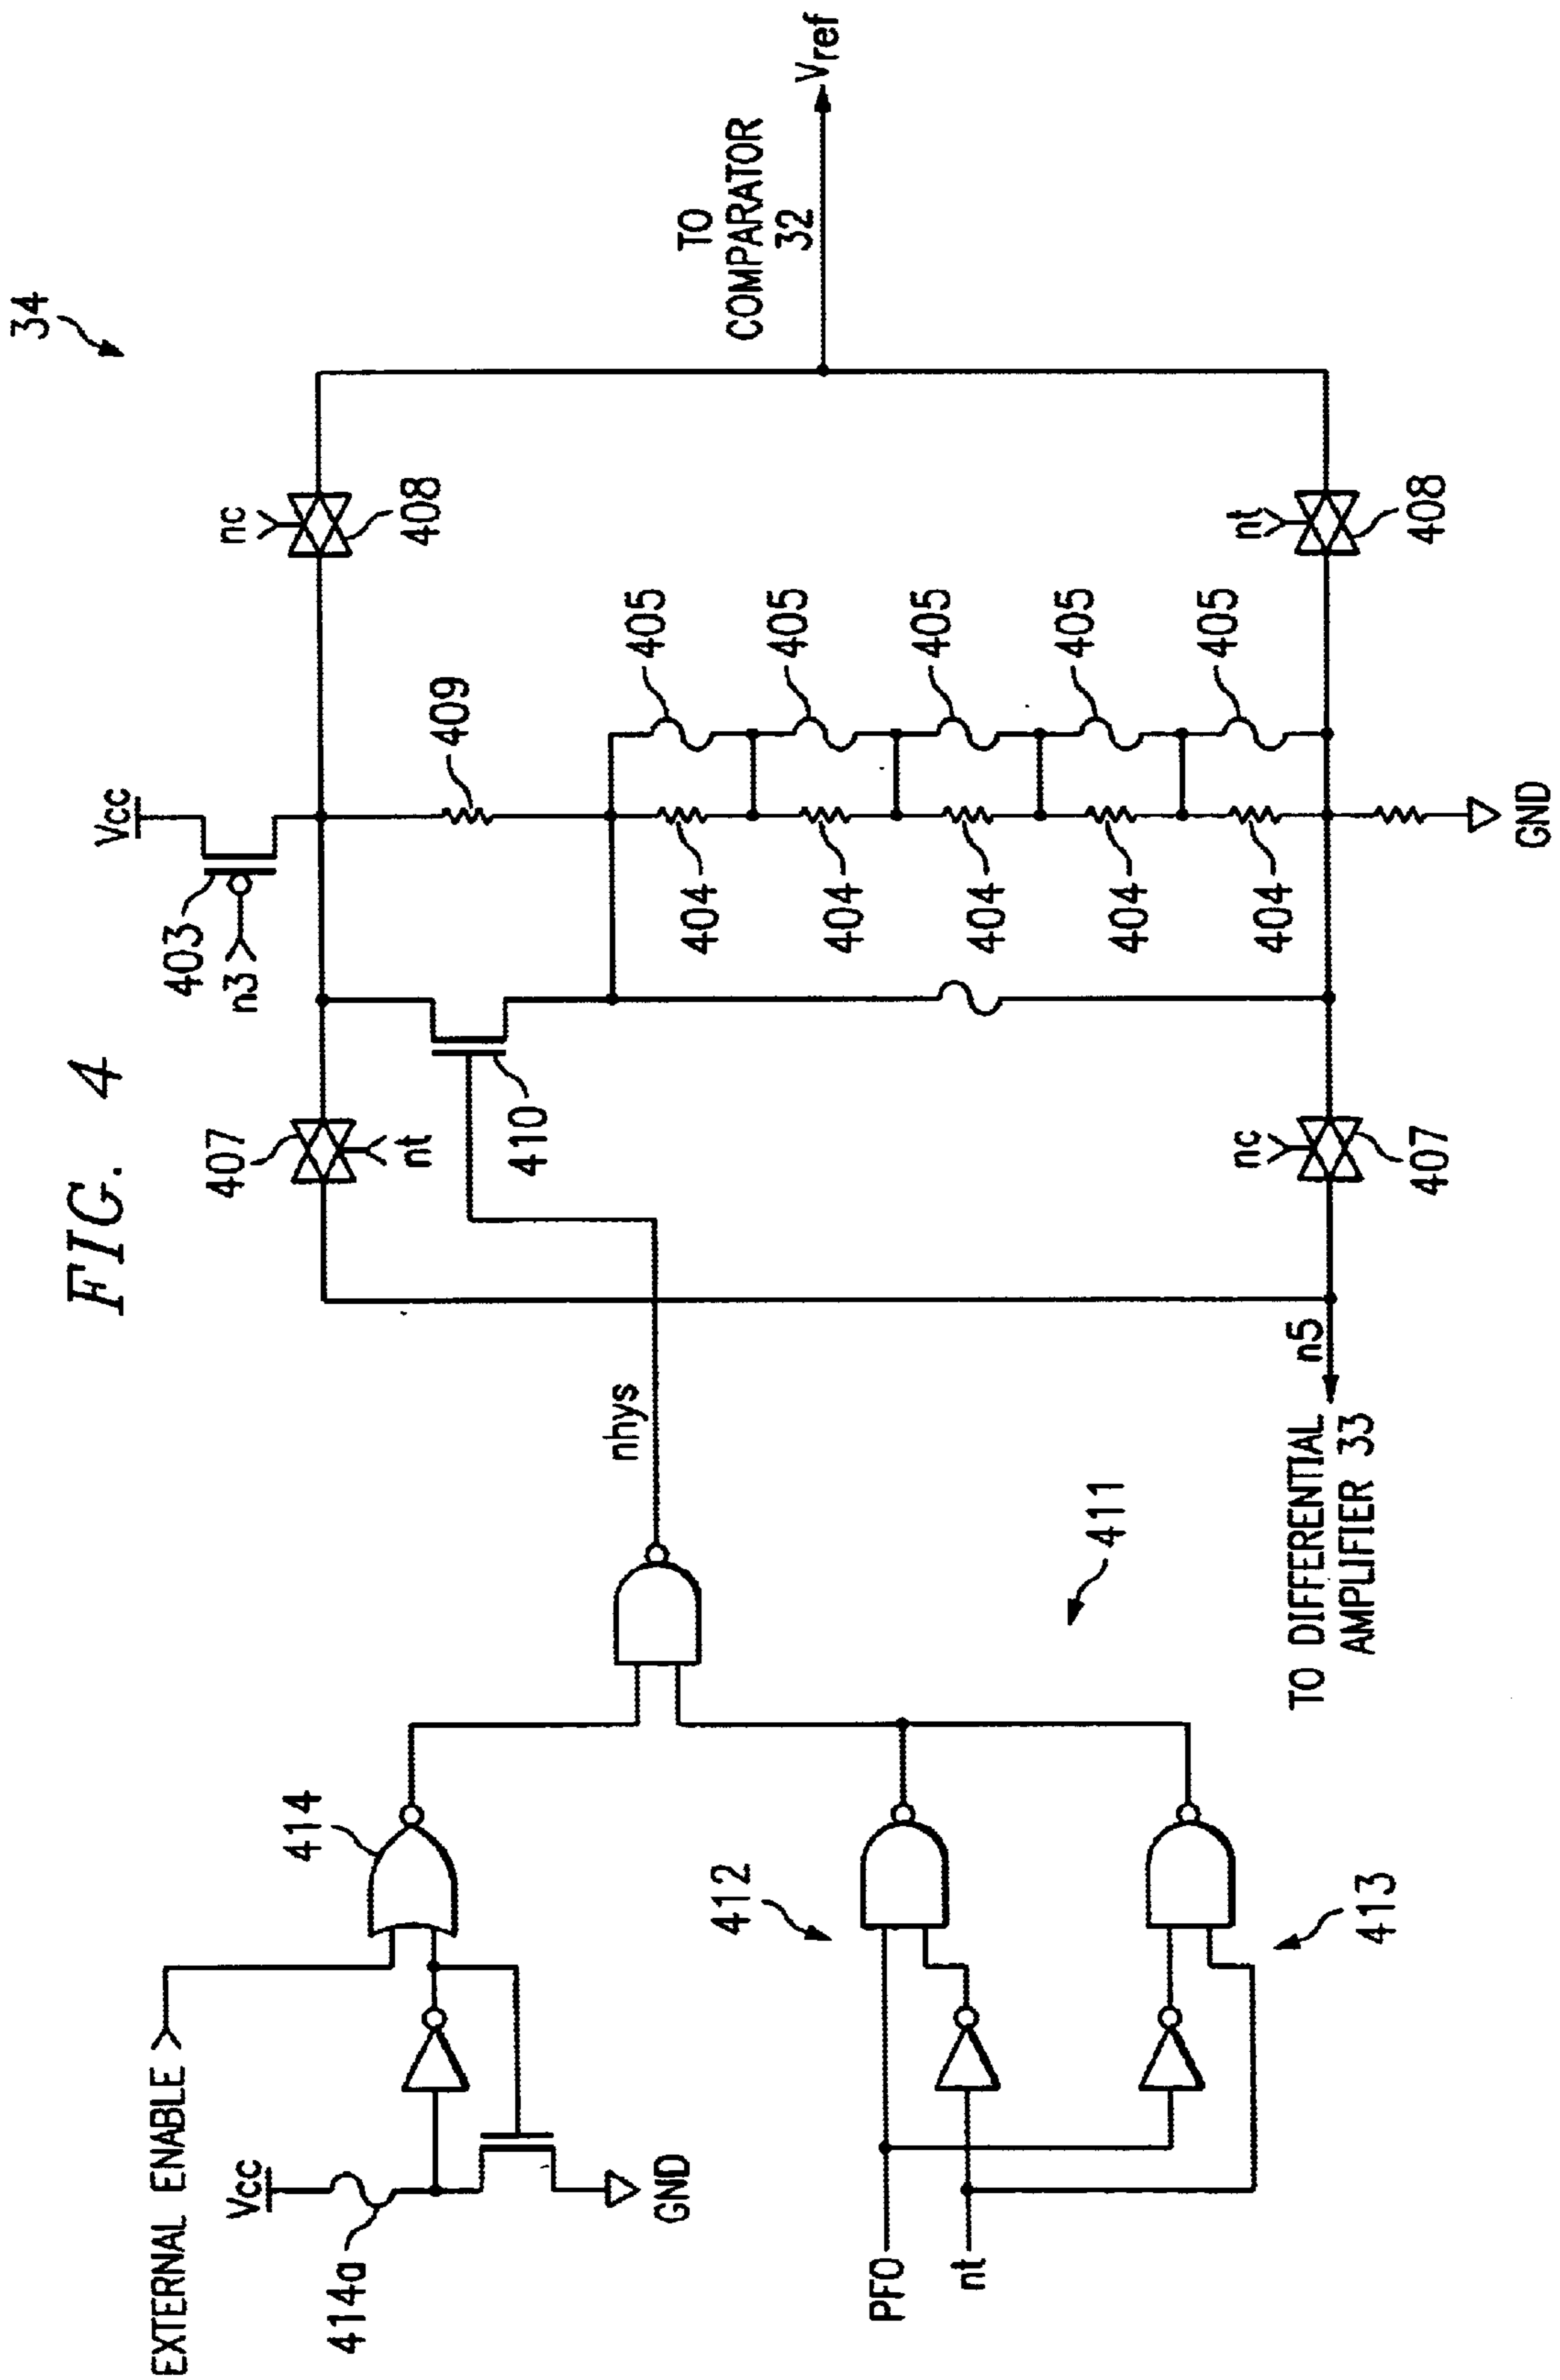 FIG. 4
34
EXTERNAL ENABLE
Vcc
414a
GND
414
PFO
nt
412
413
411
nhys
407
nt
410
n3
403
Vcc
409
nc
408
TO
COMPARATOR
32
Vref
404
404
404
404
404
405
405
405
405
405
GND
nc
407
nt
408
n5
TO DIFFERENTIAL
AMPLIFIER 33